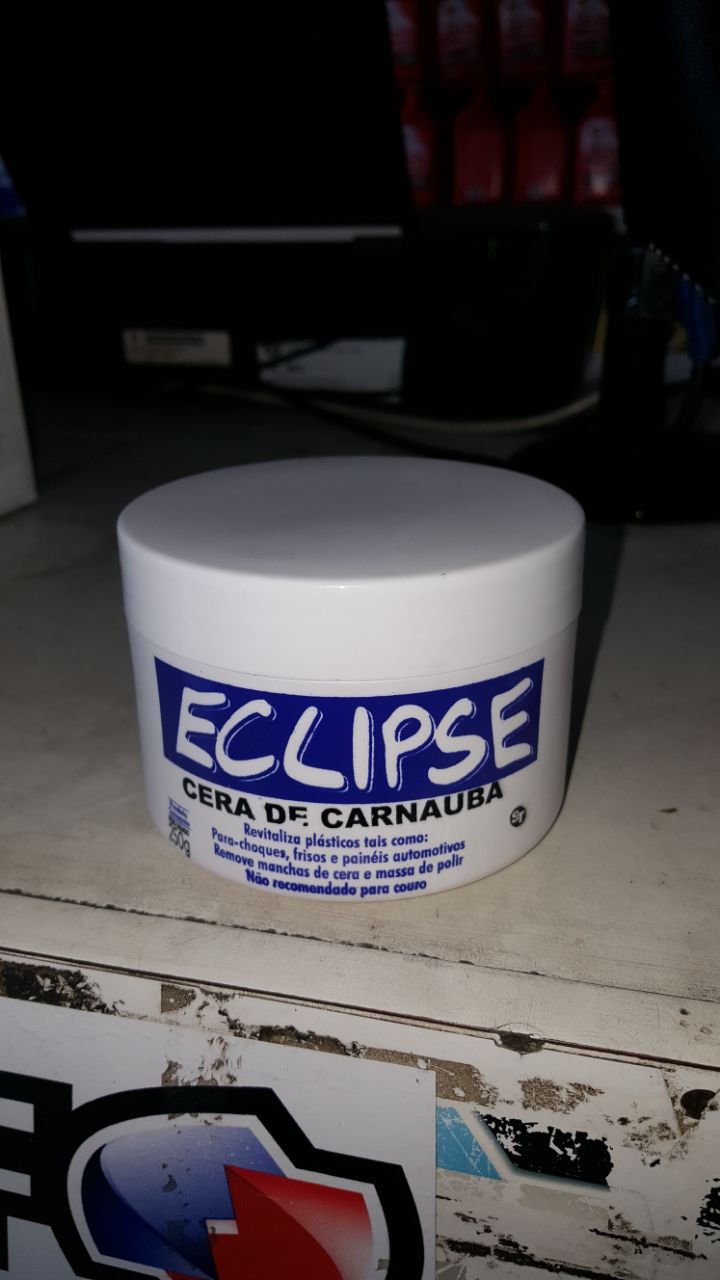 ECLIPSE
CERA DE CARNAUBA
Revitaliza plásticos tais como:
Para-choques, frisos e painéis automotivos
Remove manchas de cera e massa de polir
Não recomendado para couro
250g